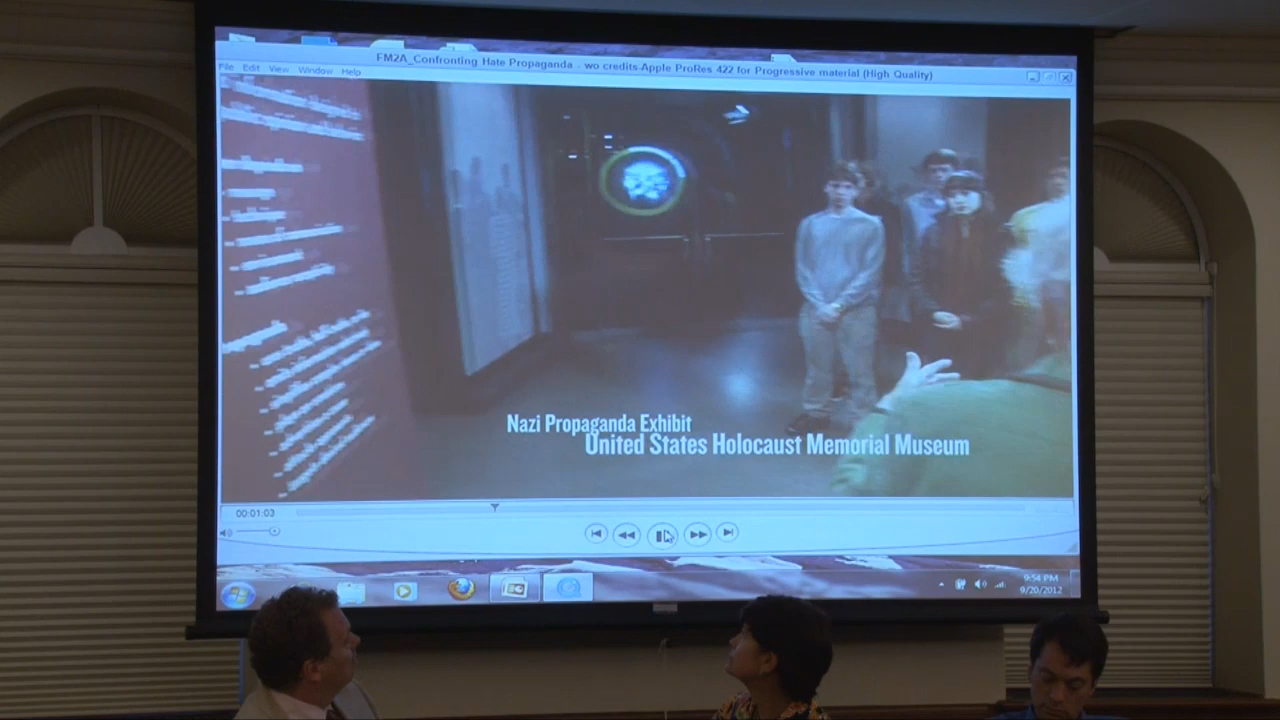 FM2A_Confronting Hate Propaganda - wo credits-Apple ProRes 422 for Progressive material (High Quality)
File Edit View Window Help
Nazi Propaganda Exhibit
United States Holocaust Memorial Museum
00:01:03
9:54 PM
9/20/2012